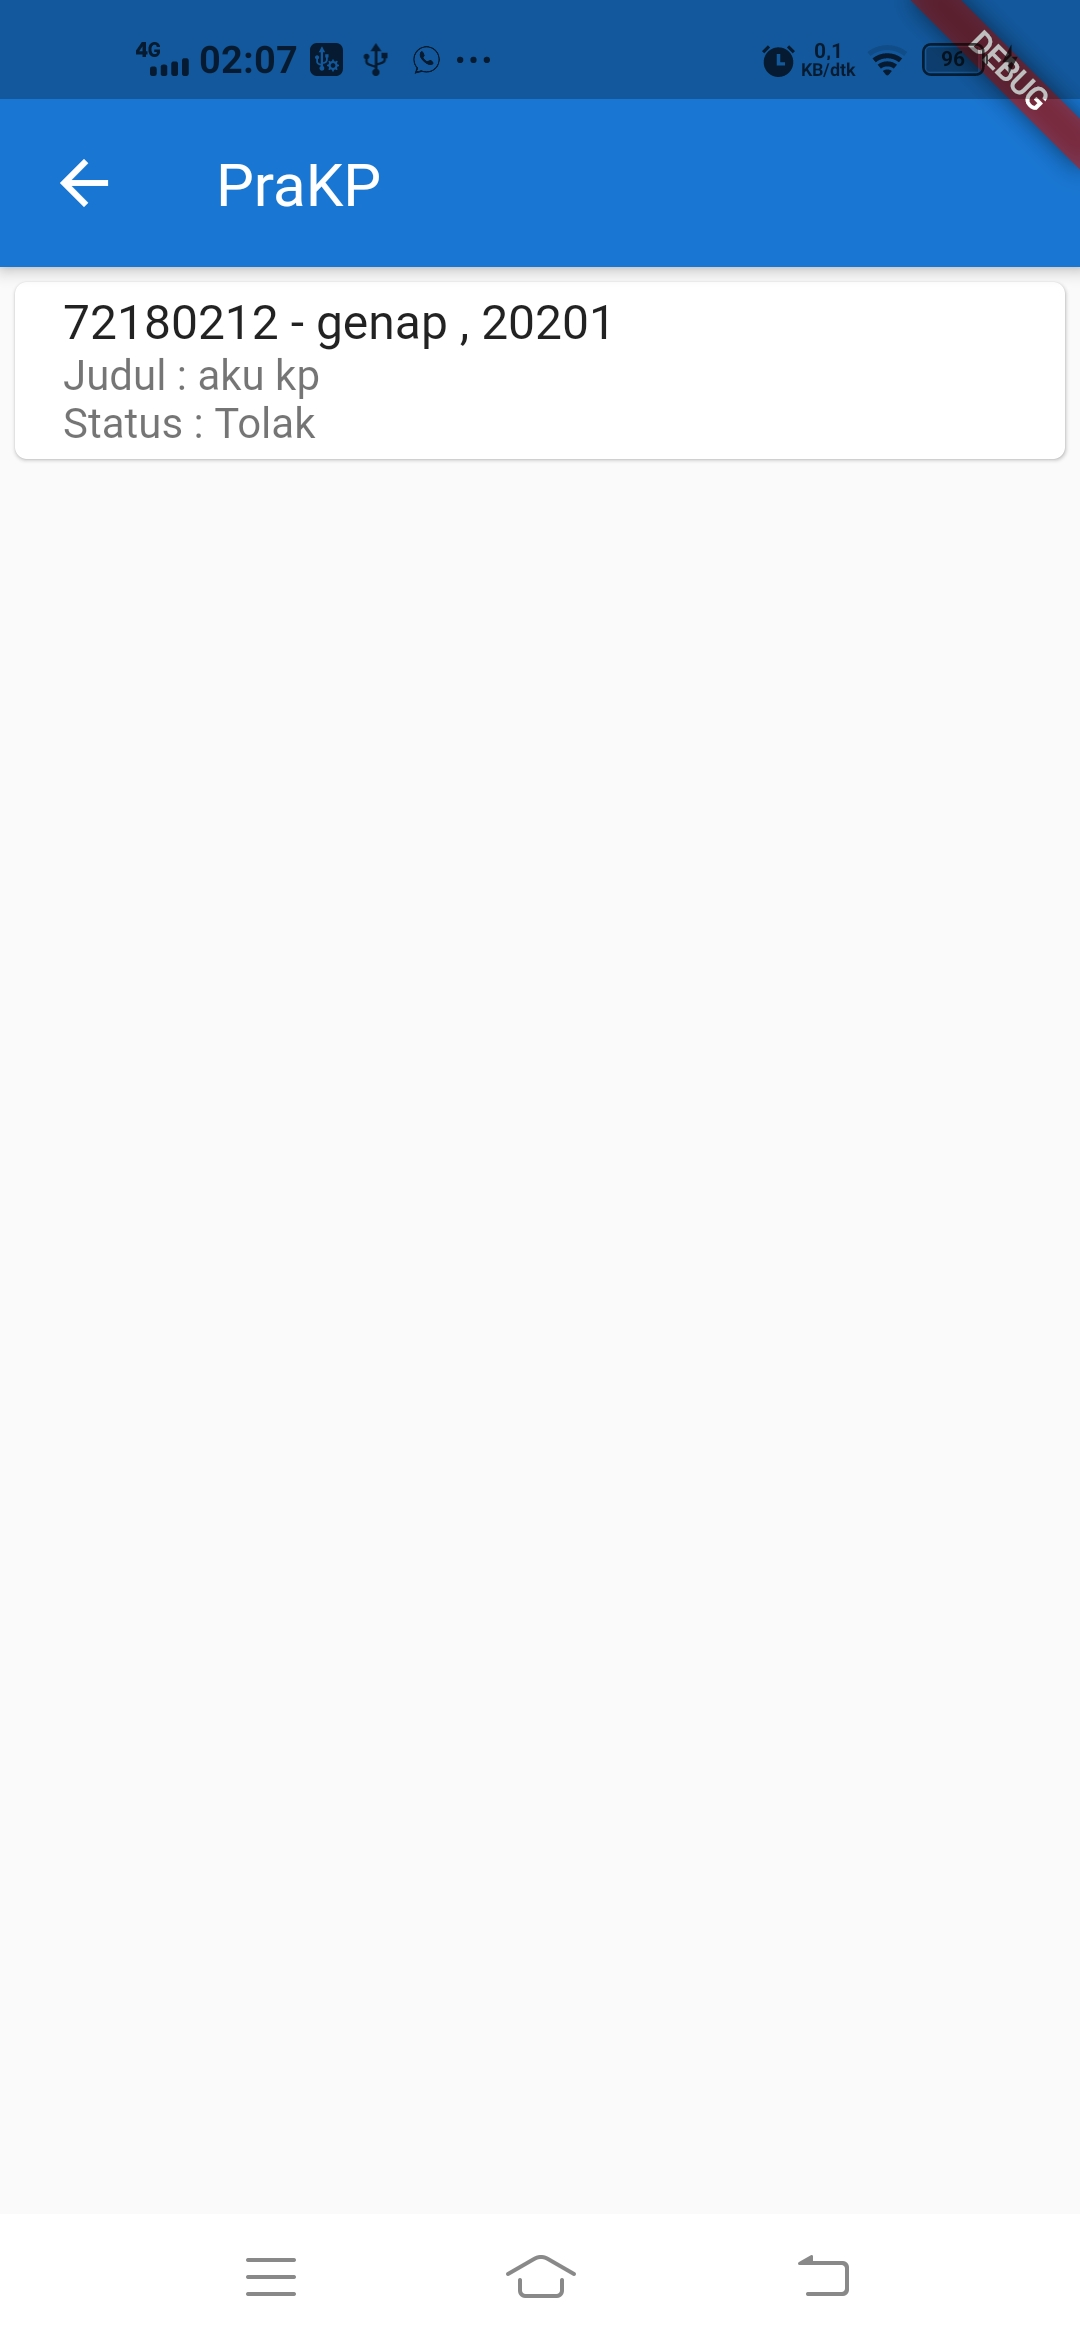 4G 02:07 0,1 KB/dtk 96 DEBUG
PraKP
72180212 - genap , 20201
Judul : aku kp
Status : Tolak